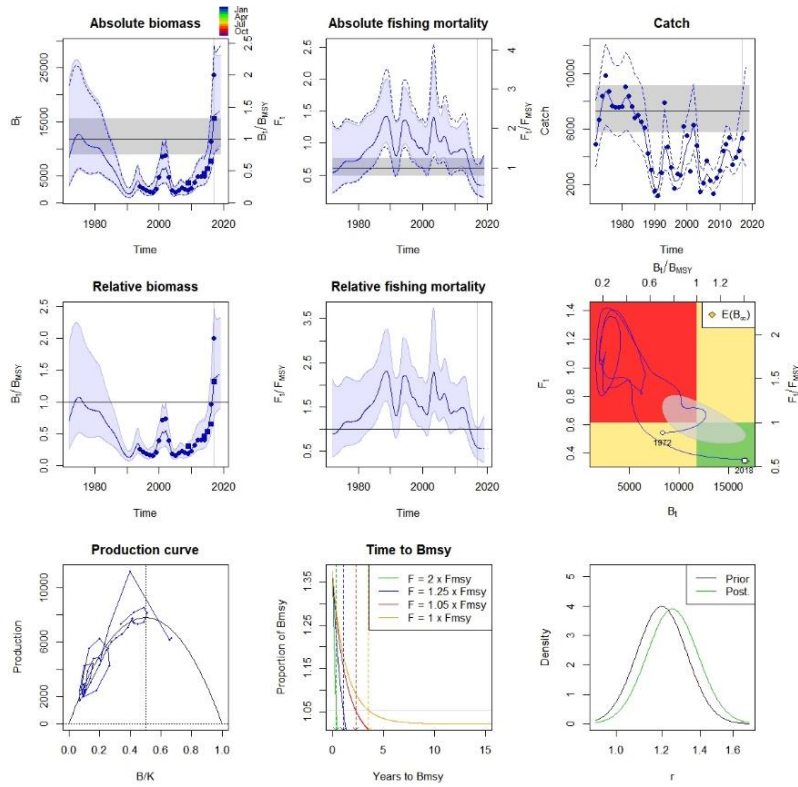 Jan
Apr
Jul
Oct
Absolute biomass
Bt
0 5000 15000 25000
Bt/BMSY
0 0.5 1 1.5 2 2.5
1980 2000 2020
Time
Absolute fishing mortality
Ft
0.5 1.0 1.5 2.0 2.5
Ft/FMSY
1 2 3 4
1980 2000 2020
Time
Catch
Catch
2000 6000 10000
1970 1980 1990 2000 2010 2020
Time
Relative biomass
Bt/BMSY
0.0 0.5 1.0 1.5 2.0 2.5
1980 2000 2020
Time
Relative fishing mortality
Ft/FMSY
0.5 1.5 2.5 3.5
1980 2000 2020
Time
Bt/BMSY
0.2 0.6 1 1.4
E(B∞)
Ft
0.4 0.6 0.8 1.0 1.2 1.4
Ft/FMSY
0.5 1 1.5 2
1972
2018
5000 10000 15000
Bt
Production curve
Production
0 2000 6000 10000
0.0 0.2 0.4 0.6 0.8 1.0
B/K
Time to Bmsy
Proportion of Bmsy
1.05 1.15 1.25 1.35
F = 2 x Fmsy
F = 1.25 x Fmsy
F = 1.05 x Fmsy
F = 1 x Fmsy
0 5 10 15
Years to Bmsy
Prior
Post.
Density
0 1 2 3 4 5
1.0 1.2 1.4 1.6
r